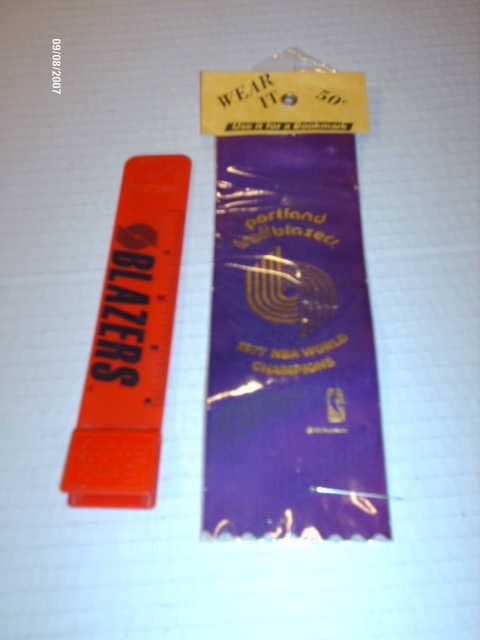 09/08/2007
WEAR
IT 50¢
Use it for a Bookmark
portland
trail blazers
1977 NBA WORLD
CHAMPIONS
BLAZERS